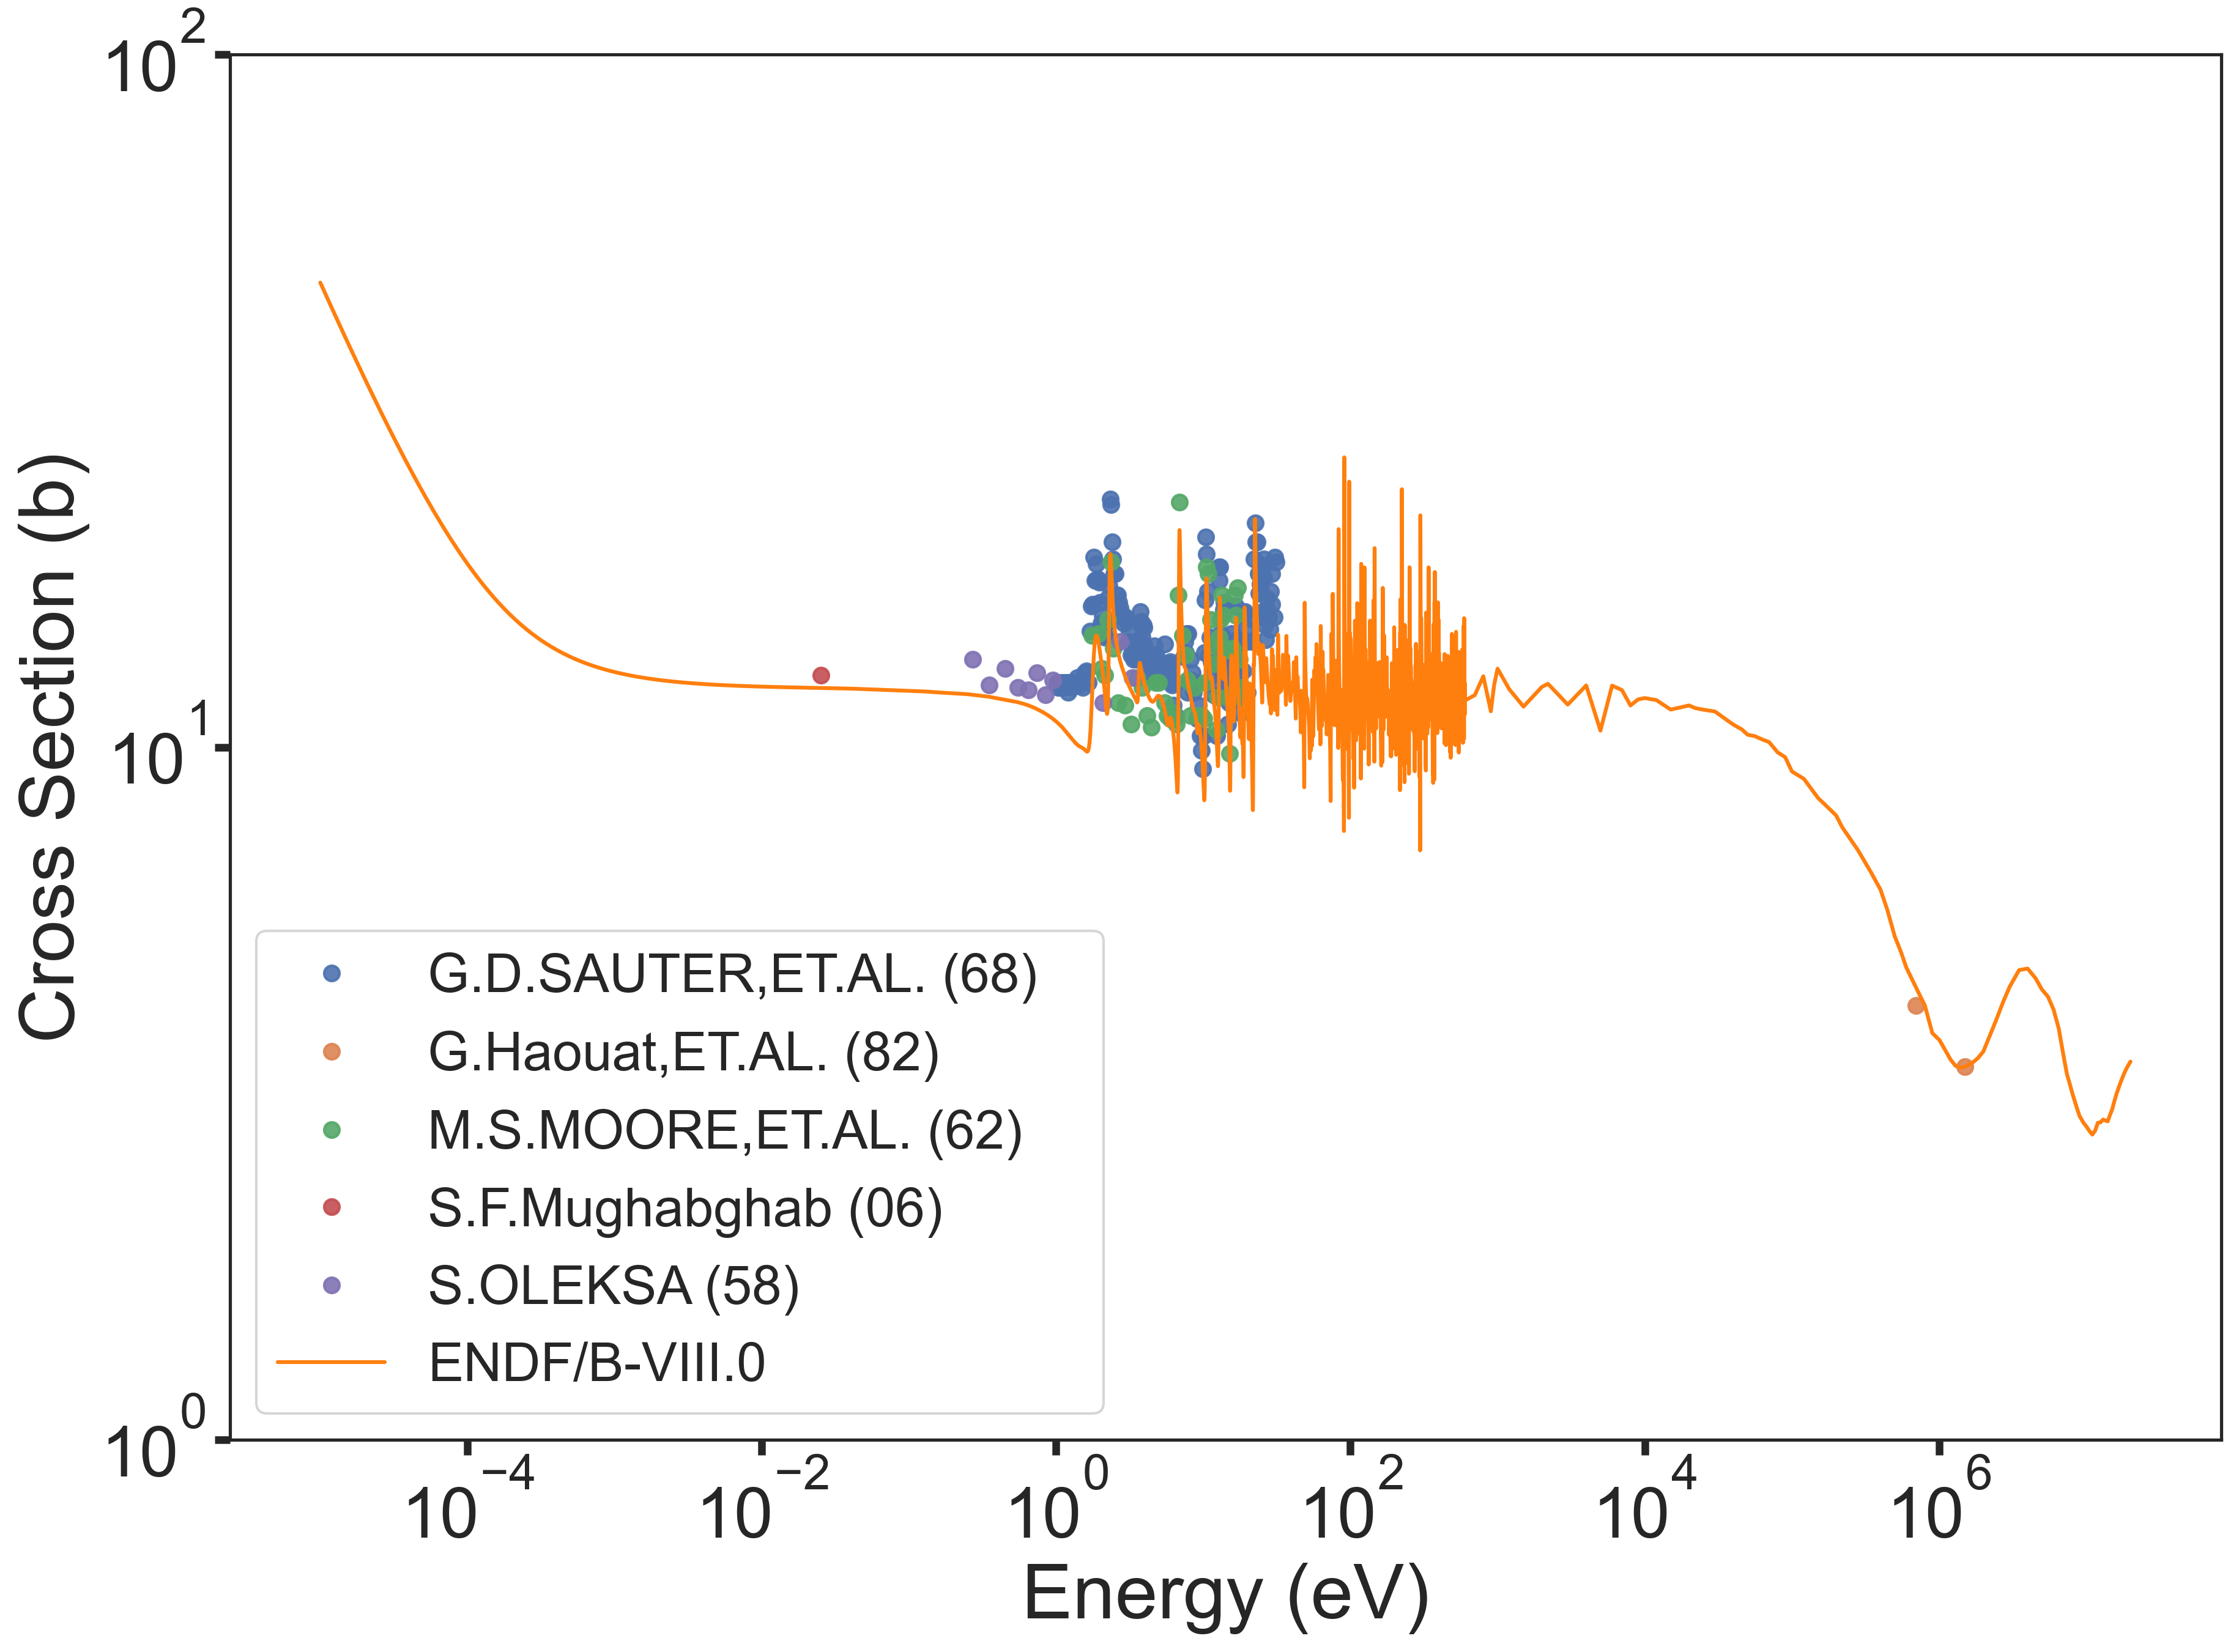 10^2
10^1
10^0
Cross Section (b)
G.D.SAUTER,ET.AL. (68)
G.Haouat,ET.AL. (82)
M.S.MOORE,ET.AL. (62)
S.F.Mughabghab (06)
S.OLEKSA (58)
ENDF/B-VIII.0
10^−4 10^−2 10^0 10^2 10^4 10^6
Energy (eV)